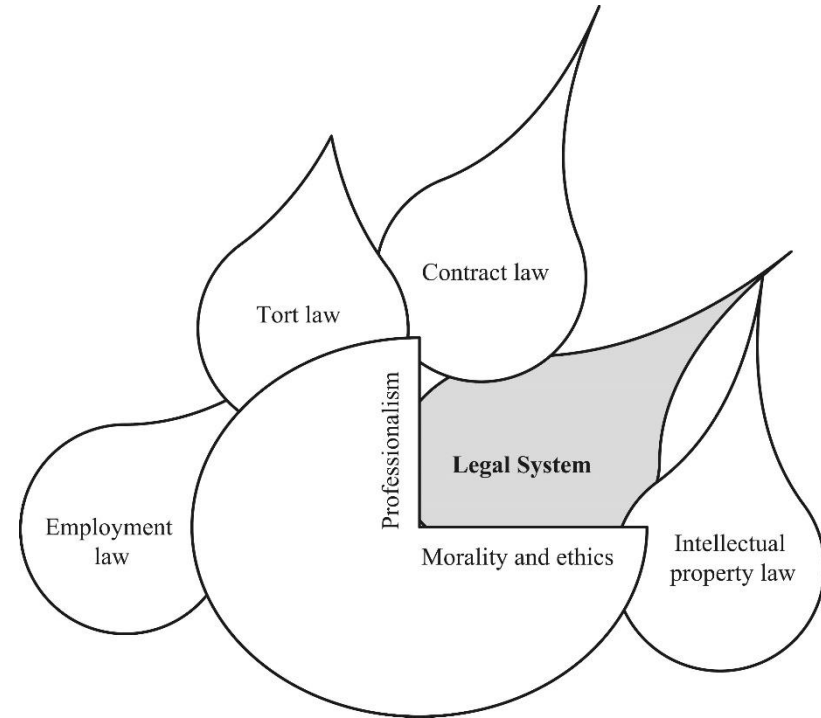 Contract law
Tort law
Professionalism
Legal System
Employment
law
Morality and ethics
Intellectual
property law